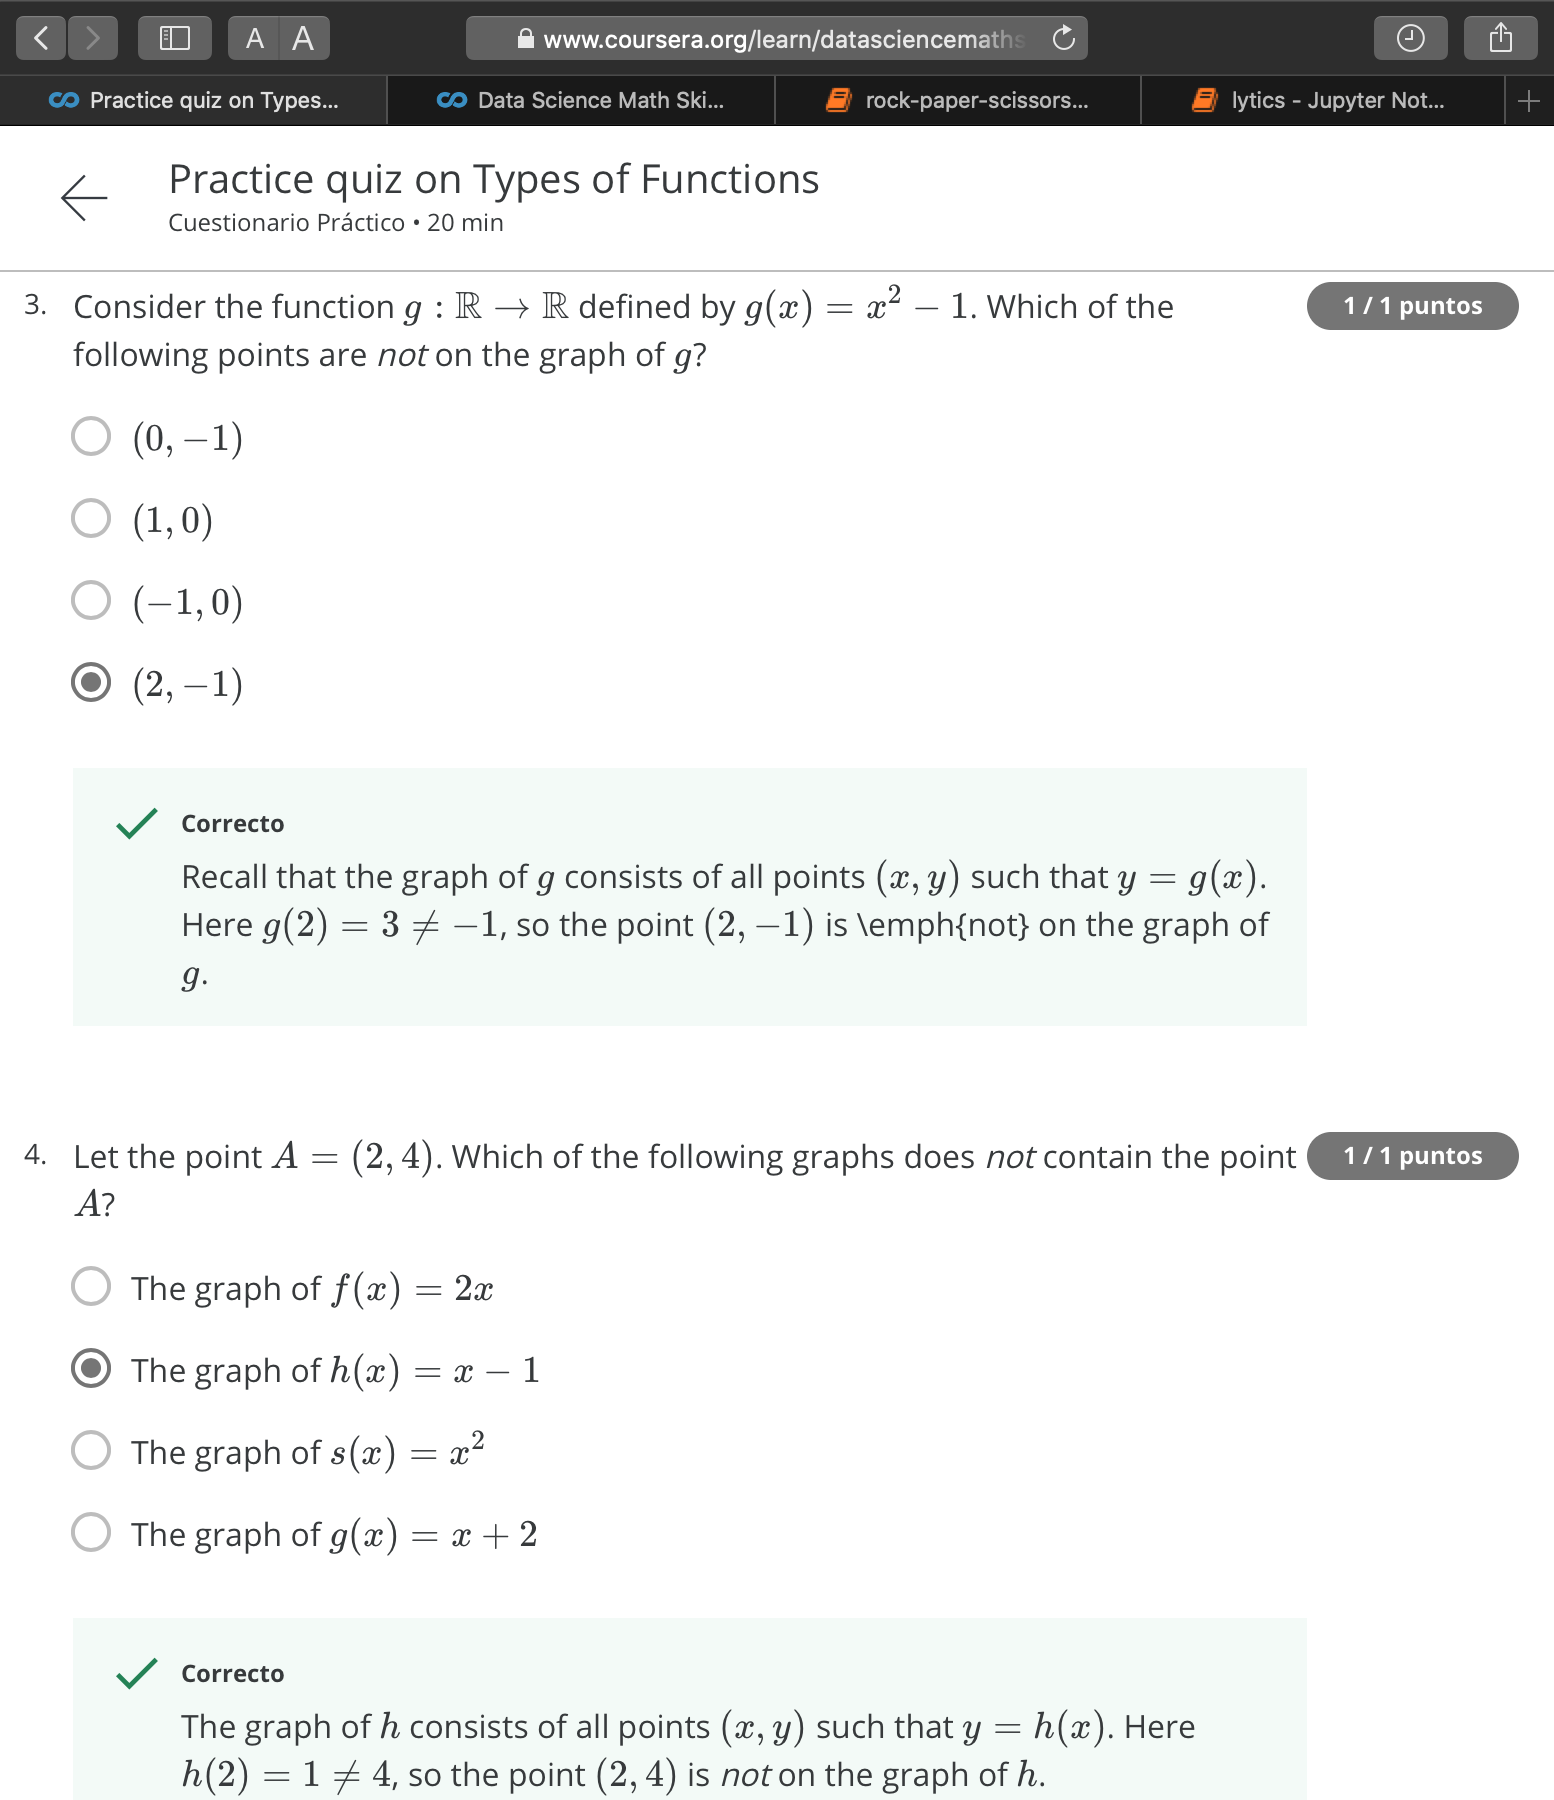 A A
www.coursera.org/learn/datasciencemaths
Practice quiz on Types...
Data Science Math Ski...
rock-paper-scissors...
lytics - Jupyter Not...
Practice quiz on Types of Functions
Cuestionario Práctico • 20 min
3. Consider the function g : ℝ → ℝ defined by g(x) = x² − 1. Which of the
1 / 1 puntos
following points are not on the graph of g?
(0, −1)
(1, 0)
(−1, 0)
(2, −1)
Correcto
Recall that the graph of g consists of all points (x, y) such that y = g(x).
Here g(2) = 3 ≠ −1, so the point (2, −1) is \emph{not} on the graph of
g.
4. Let the point A = (2, 4). Which of the following graphs does not contain the point
1 / 1 puntos
A?
The graph of f(x) = 2x
The graph of h(x) = x − 1
The graph of s(x) = x²
The graph of g(x) = x + 2
Correcto
The graph of h consists of all points (x, y) such that y = h(x). Here
h(2) = 1 ≠ 4, so the point (2, 4) is not on the graph of h.